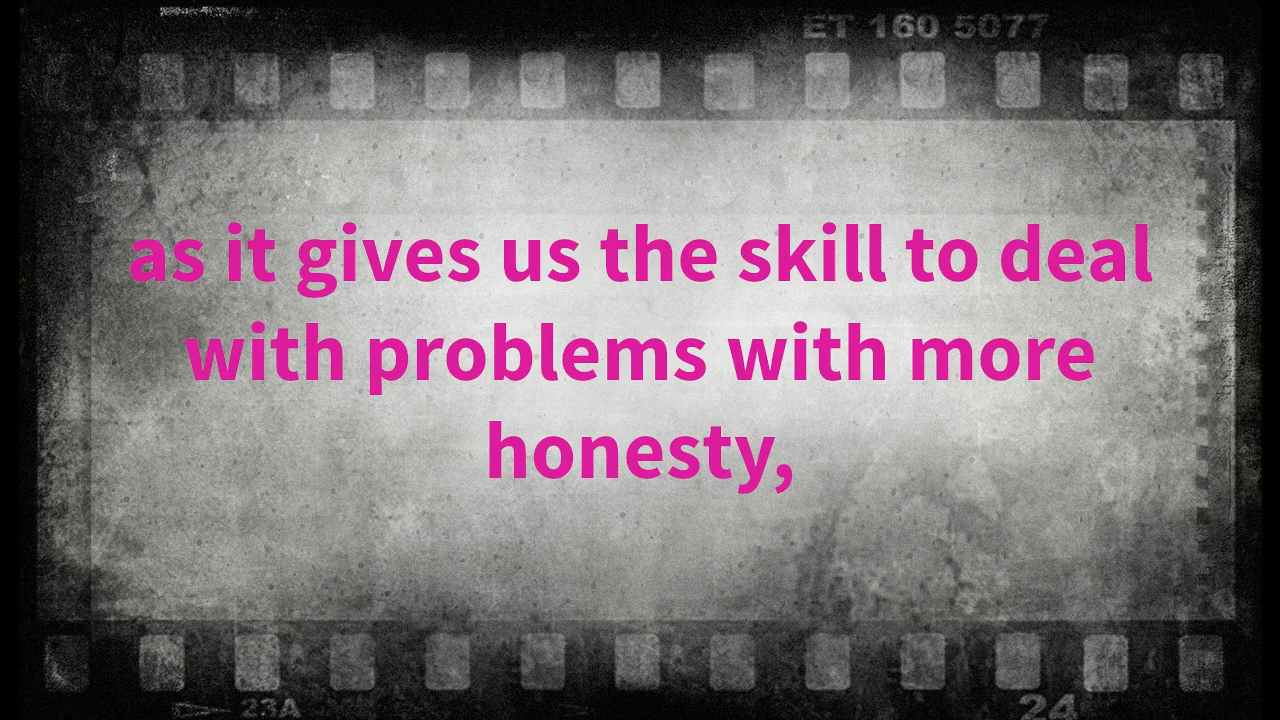 ET 160 5077
as it gives us the skill to deal
with problems with more
honesty,
23A
24